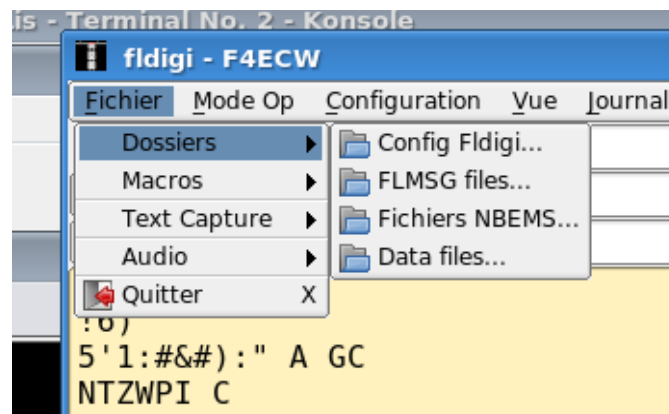 is - Terminal No. 2 - Konsole
fldigi - F4ECW
Fichier Mode Op Configuration Vue Journal
Dossiers
Macros
Text Capture
Audio
Quitter X
Config Fldigi...
FLMSG files...
Fichiers NBEMS...
Data files...
!6)
5'1:#&#):" A GC
NTZWPI C